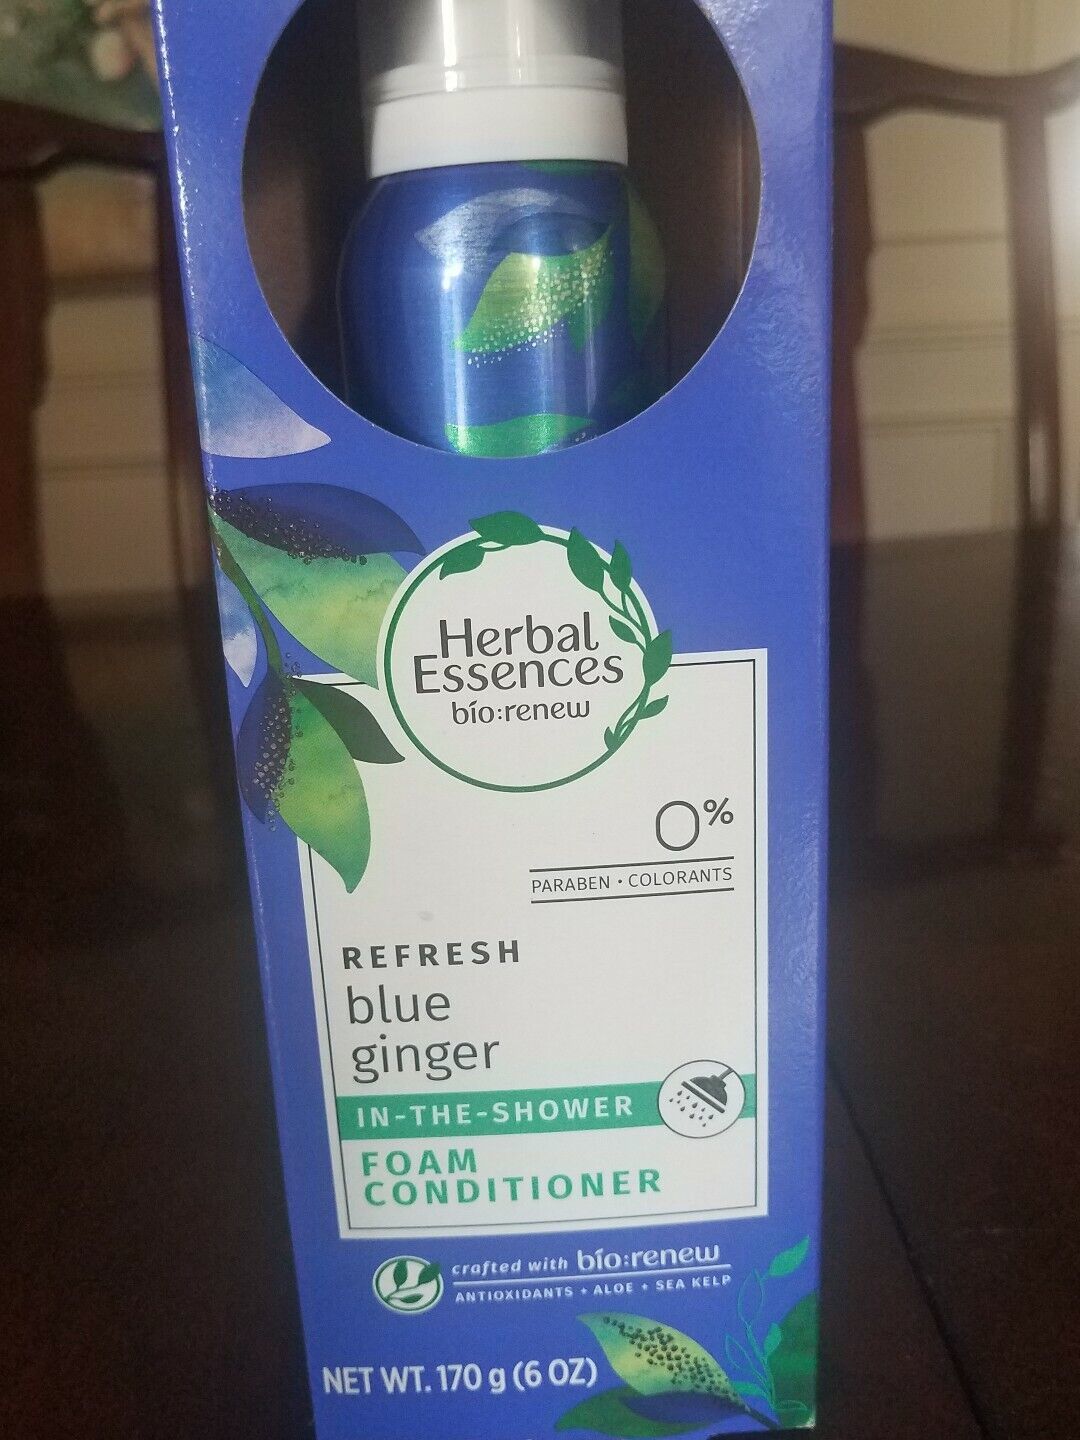 Herbal
Essences
bío:renew
0%
PARABEN • COLORANTS
REFRESH
blue
ginger
IN-THE-SHOWER
FOAM
CONDITIONER
crafted with bío:renew
ANTIOXIDANTS + ALOE + SEA KELP
NET WT. 170 g (6 OZ)